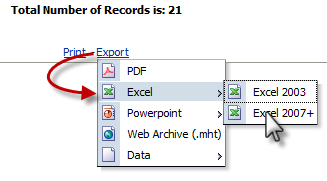 Total Number of Records is: 21
Print - Export
PDF
Excel
Excel 2003
Powerpoint
Excel 2007+
Web Archive (.mht)
Data